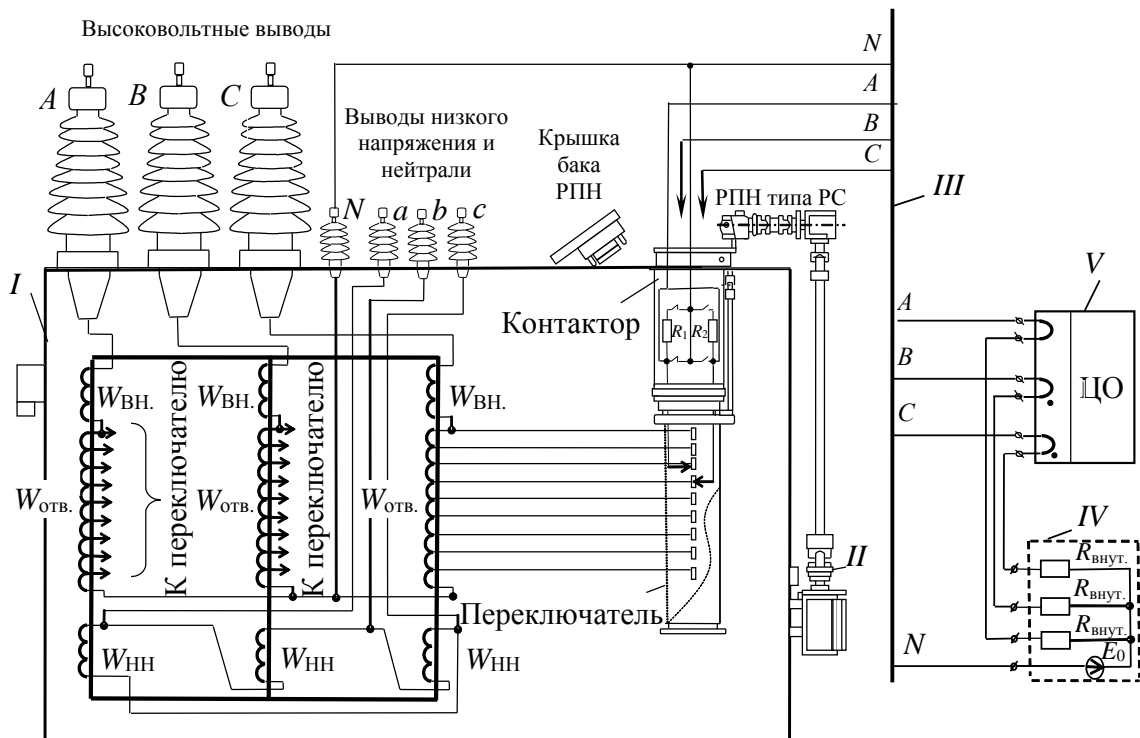 Высоковольтные выводы
A
B
C
Выводы низкого
напряжения и
нейтрали
N
a
b
c
Крышка
бака
РПН
РПН типа РС
N
A
B
C
III
I
Контактор
R1
R2
V
A
B
C
ЦО
WВН.
WВН.
WВН.
Wотв.
Wотв.
Wотв.
К переключателю
К переключателю
II
IV
Rвнут.
Rвнут.
Rвнут.
E0
Переключатель
N
WНН
WНН
WНН